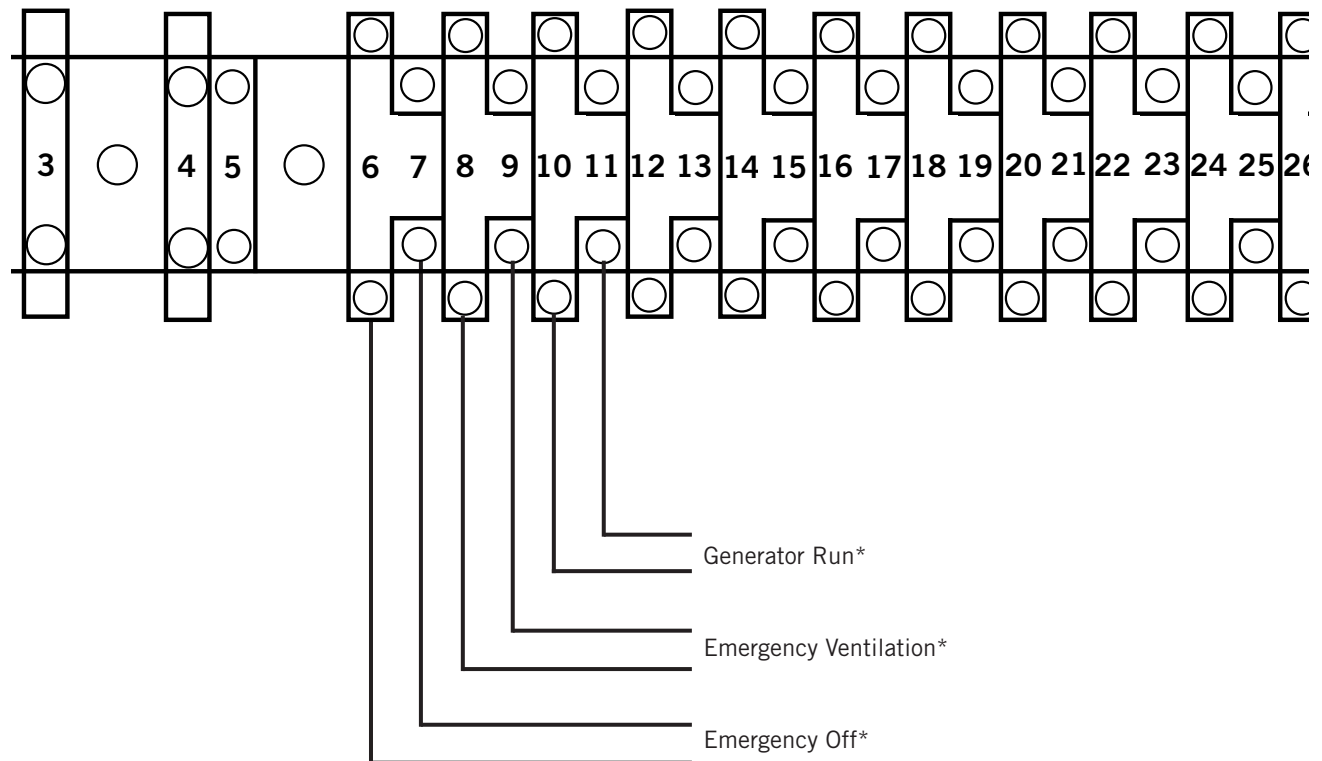 3 4 5 6 7 8 9 10 11 12 13 14 15 16 17 18 19 20 21 22 23 24 25 26
Generator Run*
Emergency Ventilation*
Emergency Off*